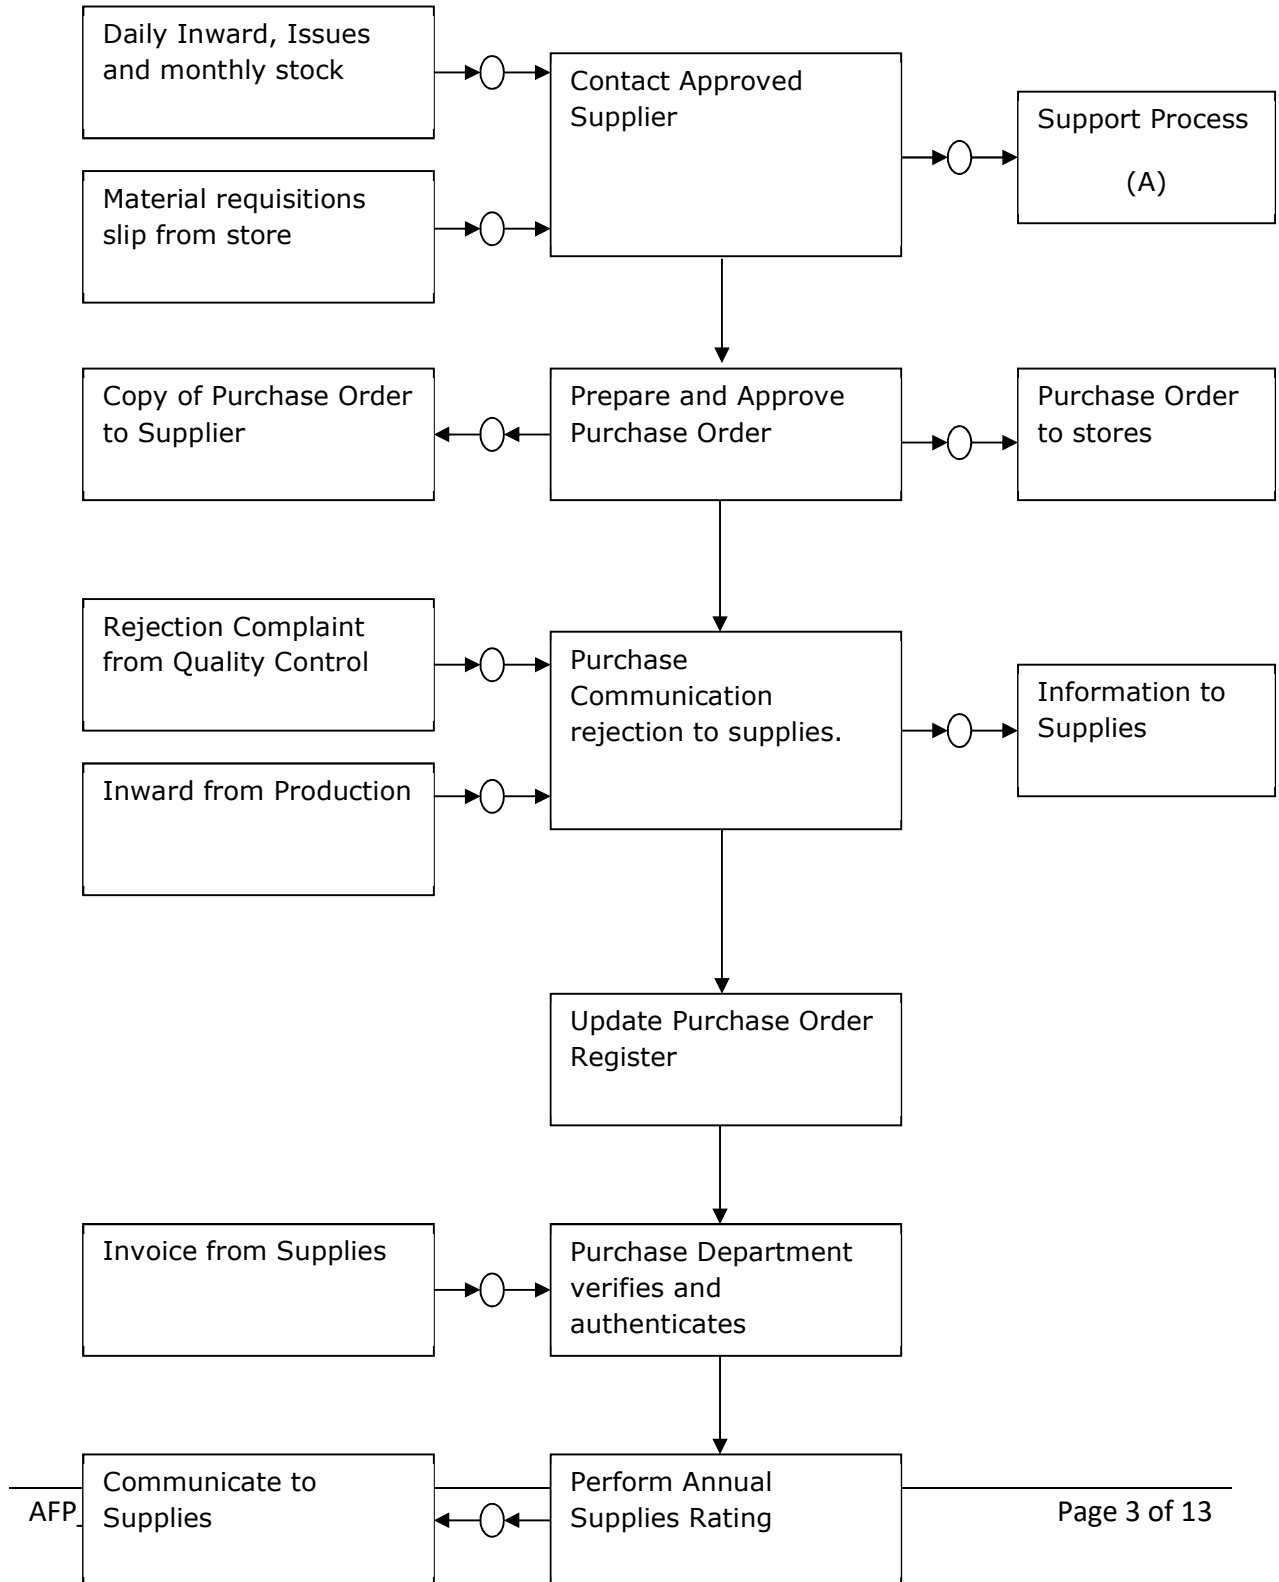 Daily Inward, Issues
and monthly stock
Contact Approved
Supplier
Support Process
(A)
Material requisitions
slip from store
Copy of Purchase Order
to Supplier
Prepare and Approve
Purchase Order
Purchase Order
to stores
Rejection Complaint
from Quality Control
Purchase
Communication
rejection to supplies.
Information to
Supplies
Inward from Production
Update Purchase Order
Register
Invoice from Supplies
Purchase Department
verifies and
authenticates
Communicate to
Supplies
Perform Annual
Supplies Rating
AFP_
Page 3 of 13